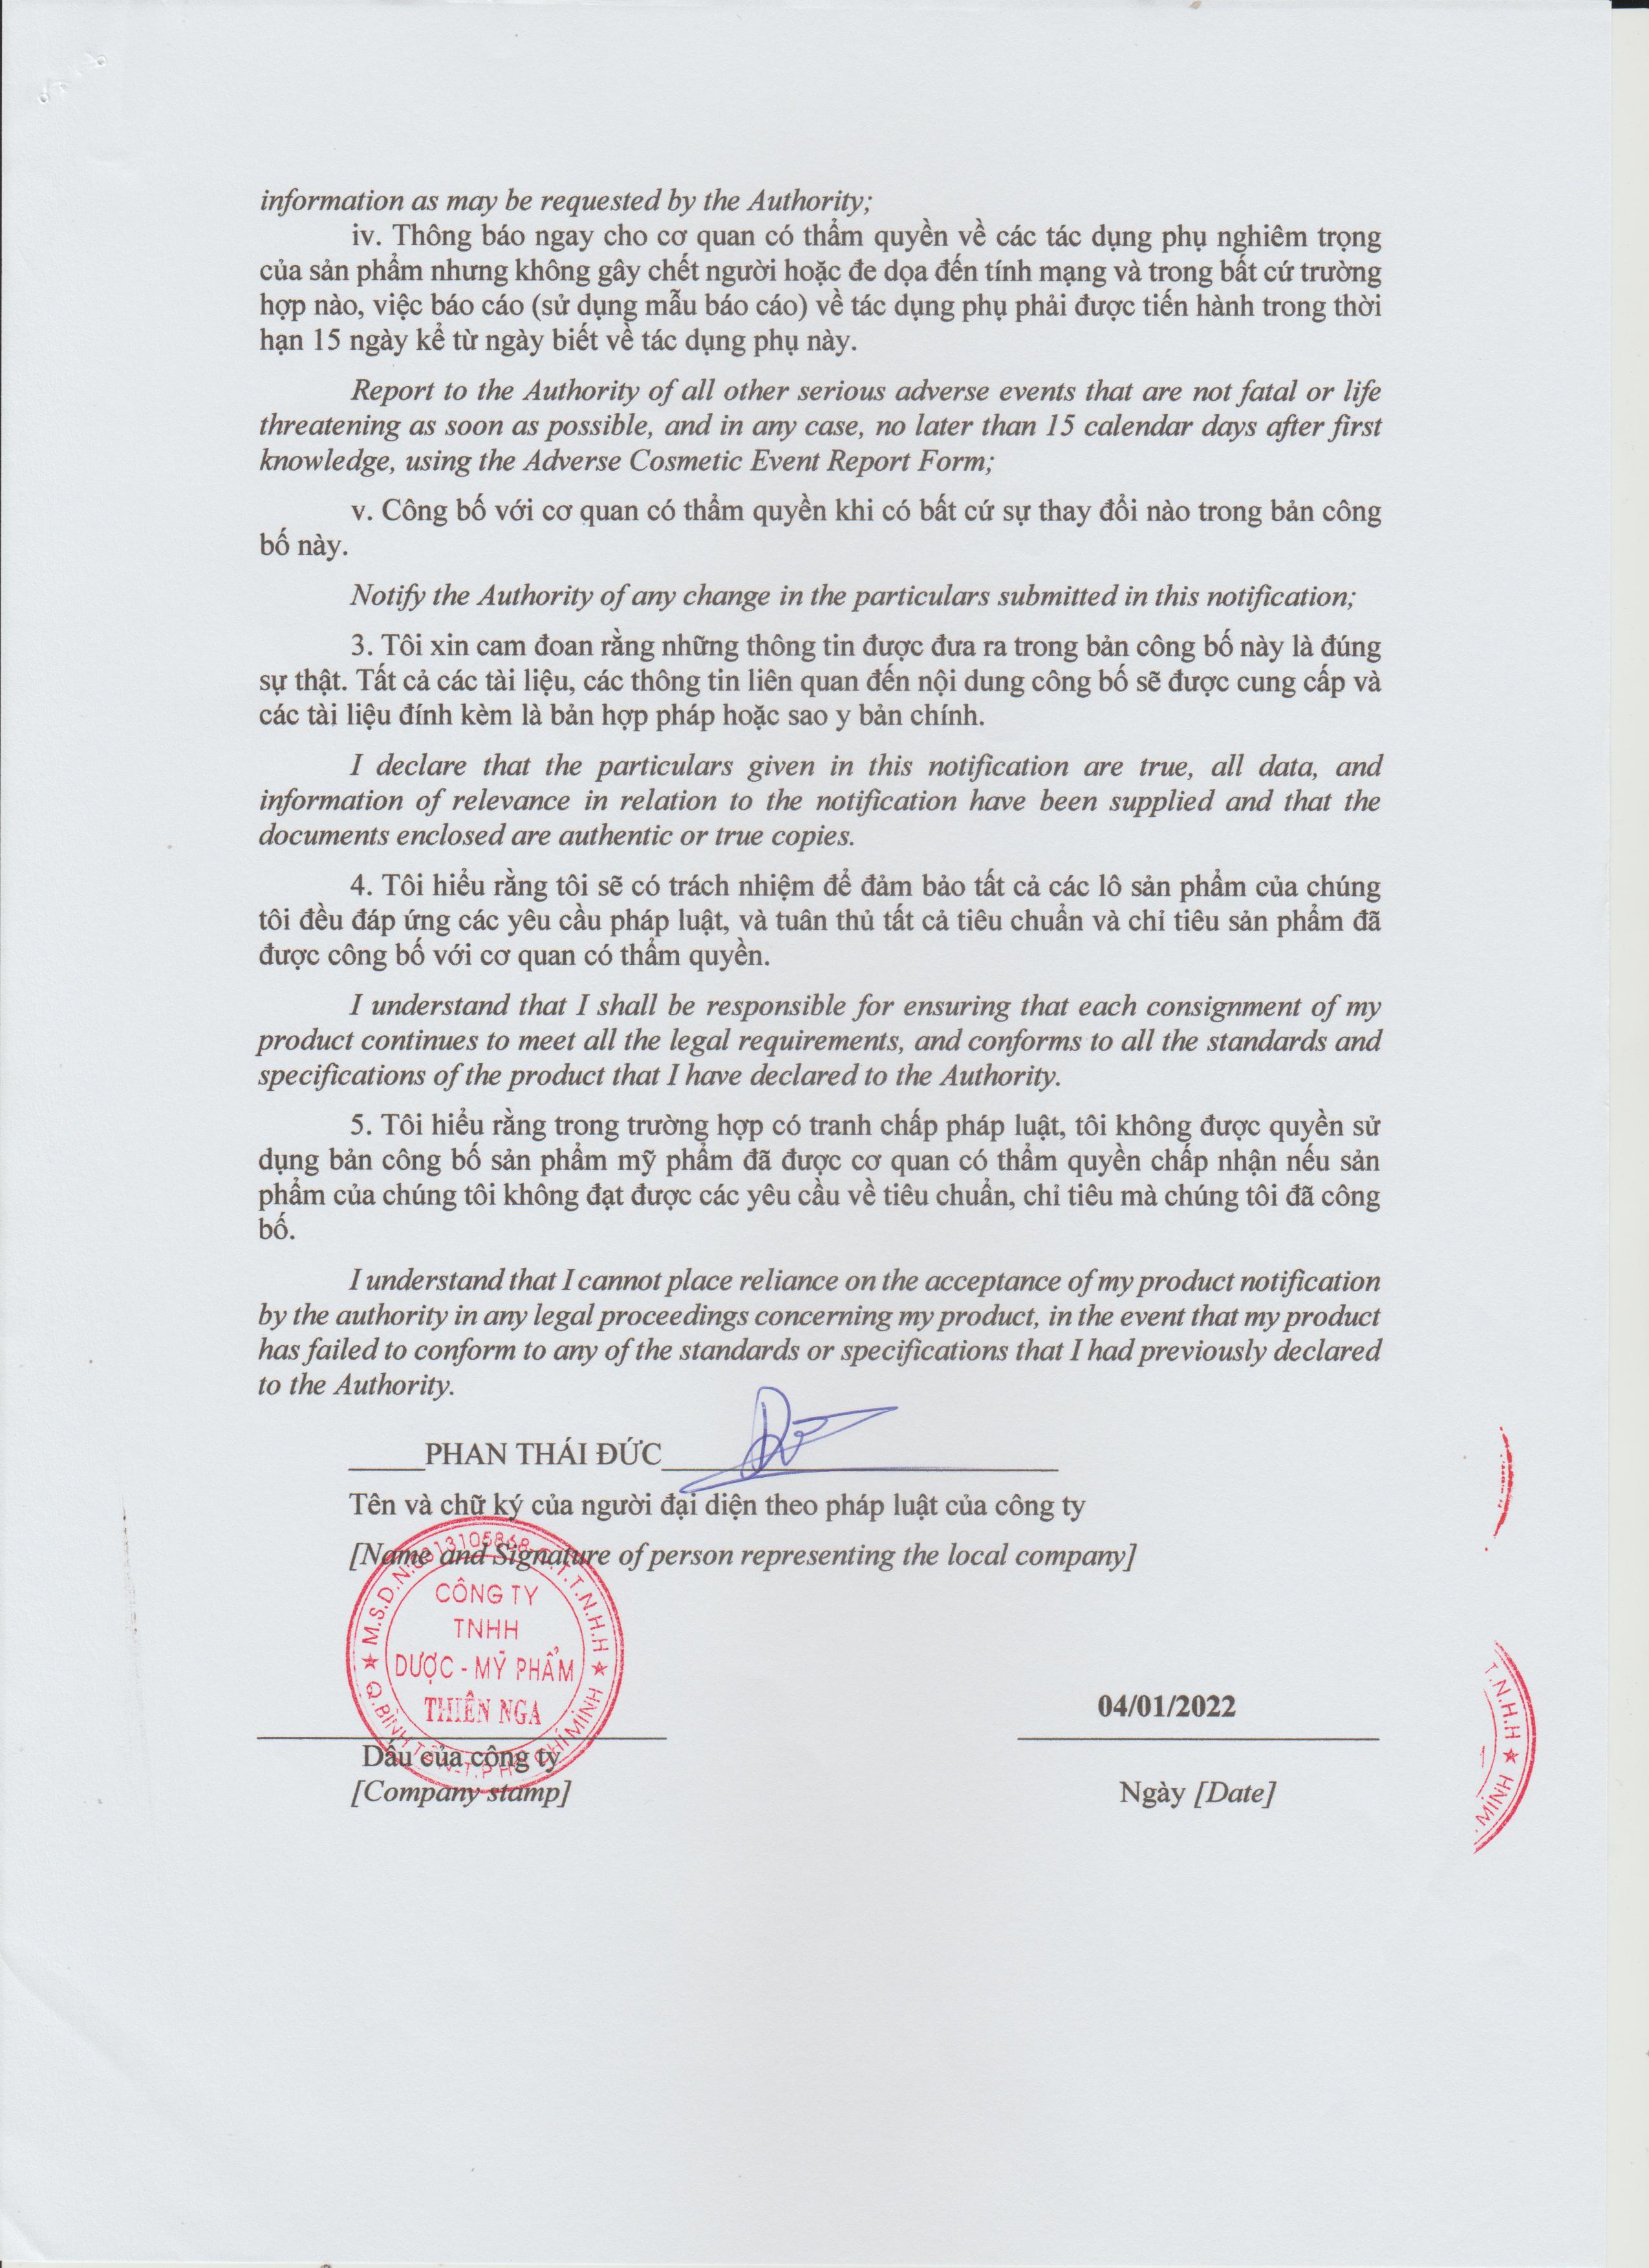 information as may be requested by the Authority;
iv. Thông báo ngay cho cơ quan có thẩm quyền về các tác dụng phụ nghiêm trọng
của sản phẩm nhưng không gây chết người hoặc đe dọa đến tính mạng và trong bất cứ trường
hợp nào, việc báo cáo (sử dụng mẫu báo cáo) về tác dụng phụ phải được tiến hành trong thời
hạn 15 ngày kể từ ngày biết về tác dụng phụ này.
Report to the Authority of all other serious adverse events that are not fatal or life
threatening as soon as possible, and in any case, no later than 15 calendar days after first
knowledge, using the Adverse Cosmetic Event Report Form;
v. Công bố với cơ quan có thẩm quyền khi có bất cứ sự thay đổi nào trong bản công
bố này.
Notify the Authority of any change in the particulars submitted in this notification;
3. Tôi xin cam đoan rằng những thông tin được đưa ra trong bản công bố này là đúng
sự thật. Tất cả các tài liệu, các thông tin liên quan đến nội dung công bố sẽ được cung cấp và
các tài liệu đính kèm là bản hợp pháp hoặc sao y bản chính.
I declare that the particulars given in this notification are true, all data, and
information of relevance in relation to the notification have been supplied and that the
documents enclosed are authentic or true copies.
4. Tôi hiểu rằng tôi sẽ có trách nhiệm để đảm bảo tất cả các lô sản phẩm của chúng
tôi đều đáp ứng các yêu cầu pháp luật, và tuân thủ tất cả tiêu chuẩn và chỉ tiêu sản phẩm đã
được công bố với cơ quan có thẩm quyền.
I understand that I shall be responsible for ensuring that each consignment of my
product continues to meet all the legal requirements, and conforms to all the standards and
specifications of the product that I have declared to the Authority.
5. Tôi hiểu rằng trong trường hợp có tranh chấp pháp luật, tôi không được quyền sử
dụng bản công bố sản phẩm mỹ phẩm đã được cơ quan có thẩm quyền chấp nhận nếu sản
phẩm của chúng tôi không đạt được các yêu cầu về tiêu chuẩn, chỉ tiêu mà chúng tôi đã công
bố.
I understand that I cannot place reliance on the acceptance of my product notification
by the authority in any legal proceedings concerning my product, in the event that my product
has failed to conform to any of the standards or specifications that I had previously declared
to the Authority.
PHAN THÁI ĐỨC
Tên và chữ ký của người đại diện theo pháp luật của công ty
[Name and Signature of person representing the local company]
CÔNG TY
TNHH
DƯỢC - MỸ PHẨM
THIÊN NGA
04/01/2022
Dấu của công ty
[Company stamp]
Ngày [Date]
T.N.H.H ★
MINH